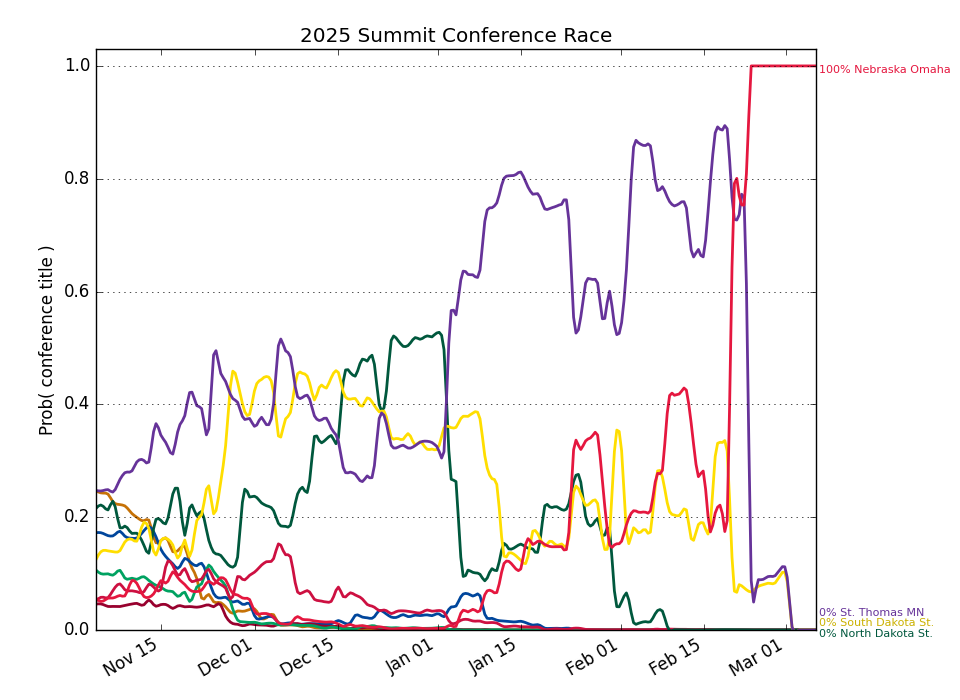 2025 Summit Conference Race
Prob( conference title )
1.0
0.8
0.6
0.4
0.2
0.0
Nov 15
Dec 01
Dec 15
Jan 01
Jan 15
Feb 01
Feb 15
Mar 01
100% Nebraska Omaha
0% St. Thomas MN
0% South Dakota St.
0% North Dakota St.